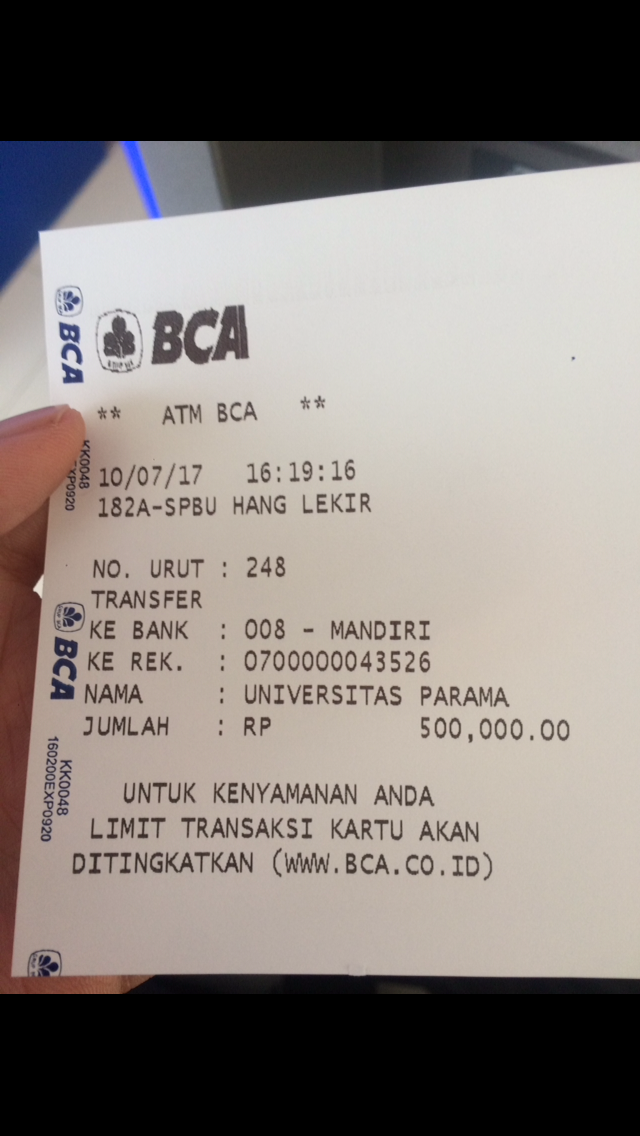 BCA
BCA
** ATM BCA **
KK0048
EXP0920
10/07/17 16:19:16
182A-SPBU HANG LEKIR
NO. URUT : 248
TRANSFER
BCA
KE BANK : 008 - MANDIRI
KE REK. : 0700000043526
NAMA : UNIVERSITAS PARAMA
JUMLAH : RP 500,000.00
KK0048
160200EXP0920
UNTUK KENYAMANAN ANDA
LIMIT TRANSAKSI KARTU AKAN
DITINGKATKAN (WWW.BCA.CO.ID)